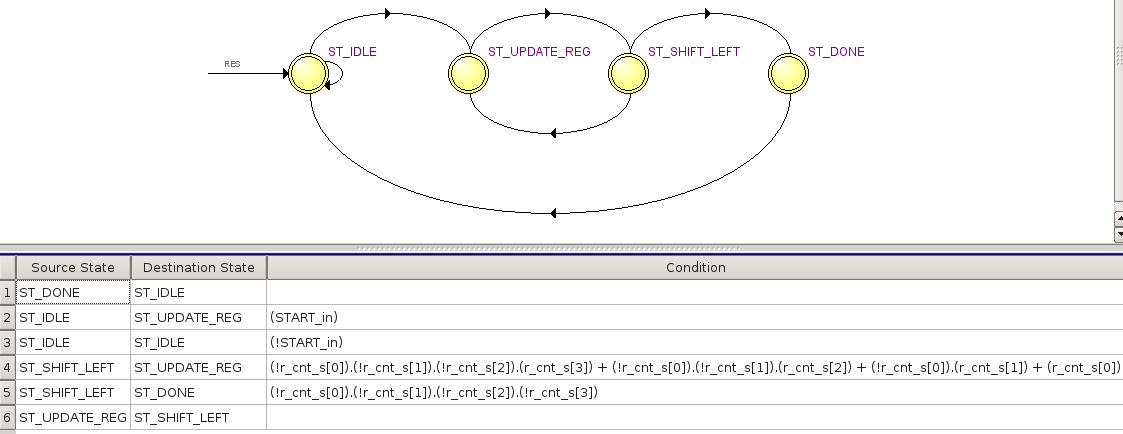 ST_IDLE ST_UPDATE_REG ST_SHIFT_LEFT ST_DONE
RES
Source State Destination State Condition
1 ST_DONE ST_IDLE
2 ST_IDLE ST_UPDATE_REG (START_in)
3 ST_IDLE ST_IDLE (!START_in)
4 ST_SHIFT_LEFT ST_UPDATE_REG (!r_cnt_s[0]).(!r_cnt_s[1]).(!r_cnt_s[2]).(r_cnt_s[3]) + (!r_cnt_s[0]).(!r_cnt_s[1]).(r_cnt_s[2]) + (!r_cnt_s[0]).(r_cnt_s[1]) + (r_cnt_s[0])
5 ST_SHIFT_LEFT ST_DONE (!r_cnt_s[0]).(!r_cnt_s[1]).(!r_cnt_s[2]).(!r_cnt_s[3])
6 ST_UPDATE_REG ST_SHIFT_LEFT